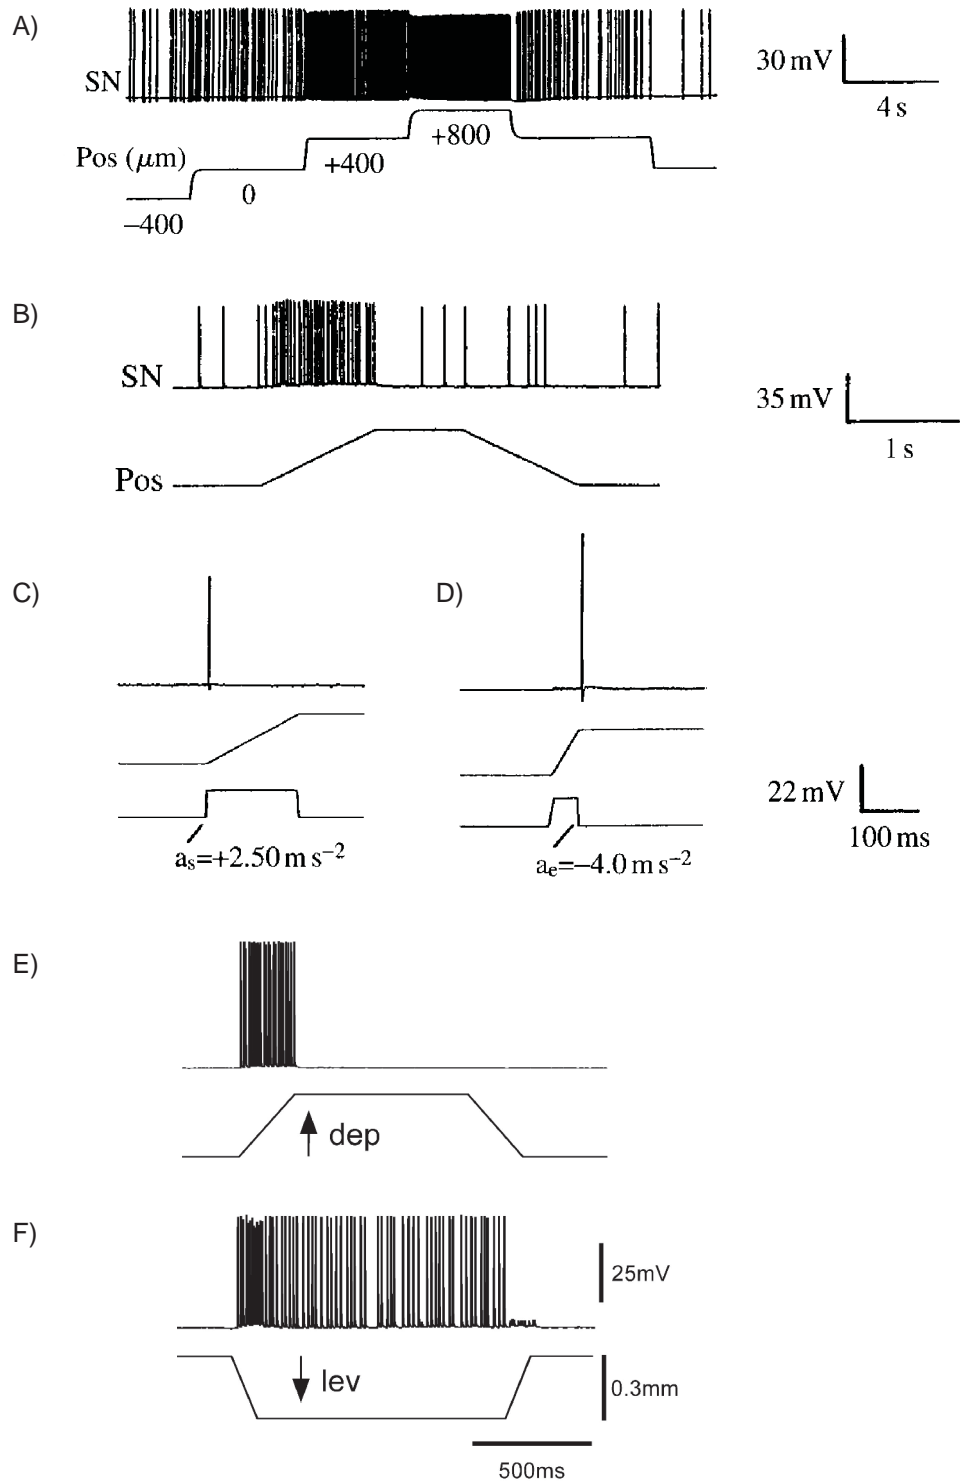 A)
SN
30 mV
4 s
Pos (μm)
−400
0
+400
+800
B)
SN
35 mV
1 s
Pos
C)
D)
22 mV
100 ms
aₛ=+2.50 m s⁻²
aₑ=−4.0 m s⁻²
E)
dep
F)
25mV
lev
0.3mm
500ms